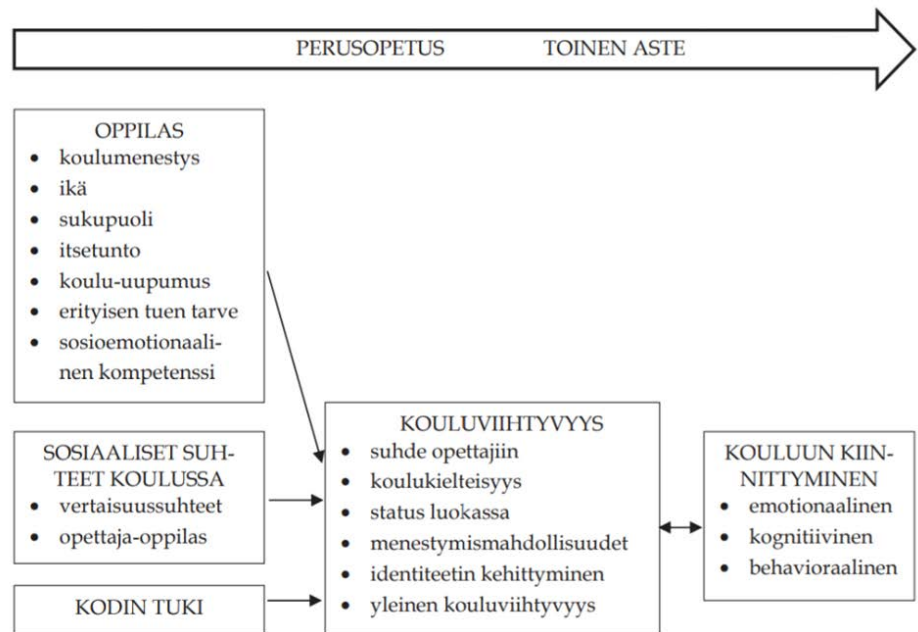 PERUSOPETUS TOINEN ASTE
OPPILAS
• koulumenestys
• ikä
• sukupuoli
• itsetunto
• koulu-uupumus
• erityisen tuen tarve
• sosioemotionaali-
nen kompetenssi
SOSIAALISET SUH-
TEET KOULUSSA
• vertaisuussuhteet
• opettaja-oppilas
KODIN TUKI
KOULUVIIHTYVYYS
• suhde opettajiin
• koulukielteisyys
• status luokassa
• menestymismahdollisuudet
• identiteetin kehittyminen
• yleinen kouluviihtyvyys
KOULUUN KIIN-
NITTYMINEN
• emotionaalinen
• kognitiivinen
• behavioraalinen